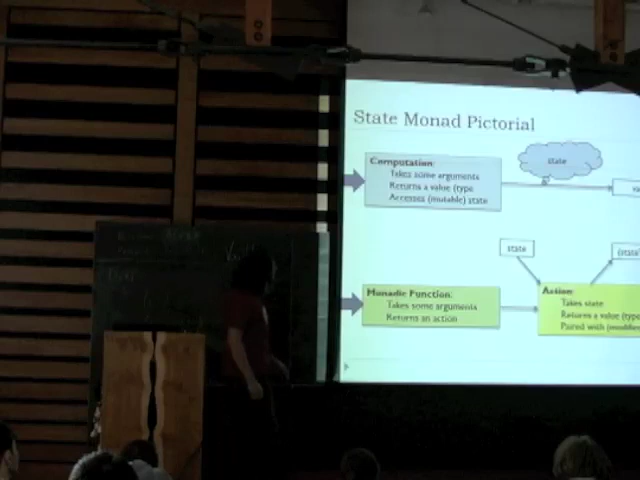 State Monad Pictorial
Computation:
Takes some arguments
Returns a value (type
Accesses (mutable) state
state
state
(state
Monadic Function:
Takes some arguments
Returns an action
Action:
Takes state
Returns a value (type
Paired with (modified